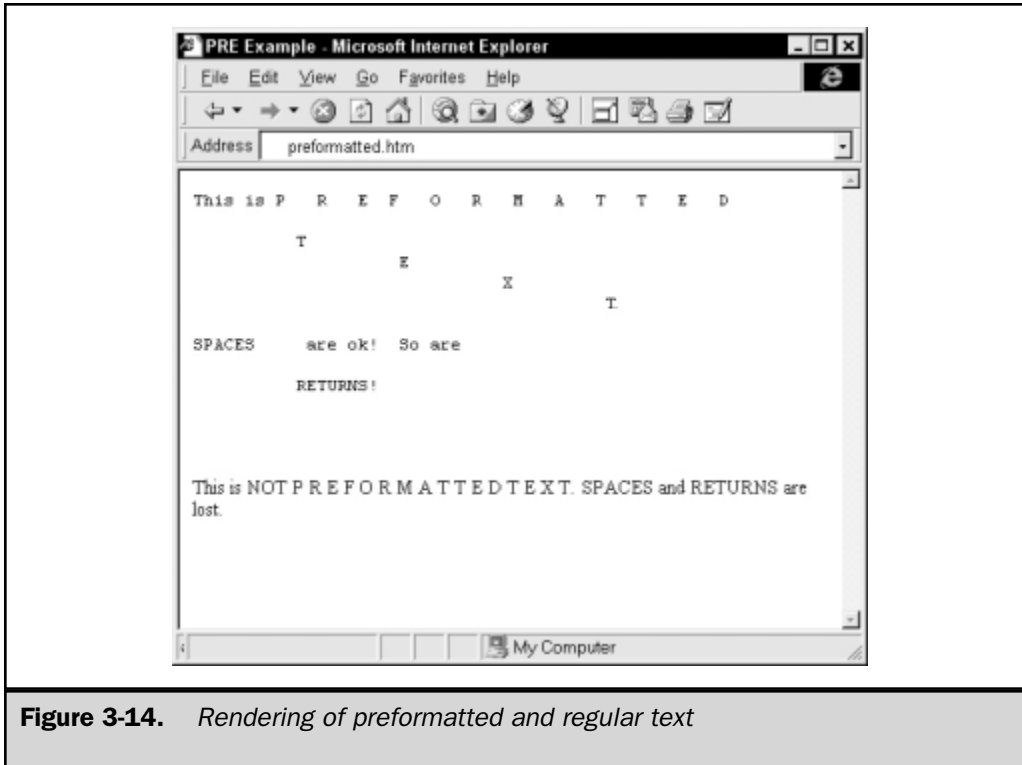 PRE Example - Microsoft Internet Explorer
File Edit View Go Favorites Help
Address preformatted.htm
This is P R E F O R M A T T E D
T
E
X
T.
SPACES are ok! So are
RETURNS!
This is NOT P R E F O R M A T T E D T E X T. SPACES and RETURNS are
lost.
My Computer
Figure 3-14. Rendering of preformatted and regular text